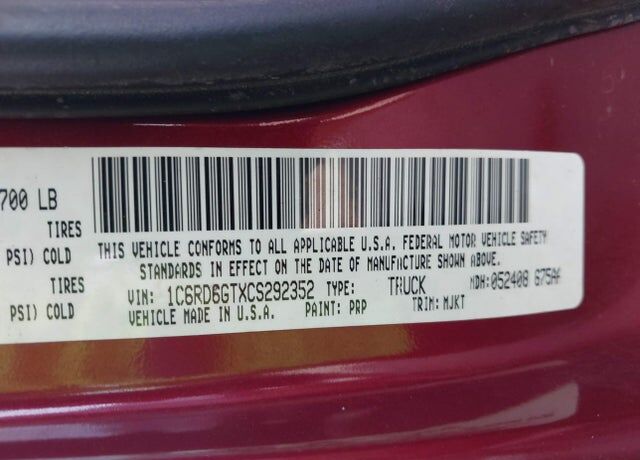 700 LB
TIRES
PSI) COLD
TIRES
PSI) COLD
THIS VEHICLE CONFORMS TO ALL APPLICABLE U.S.A. FEDERAL MOTOR VEHICLE SAFETY
STANDARDS IN EFFECT ON THE DATE OF MANUFACTURE SHOWN ABOVE.
VIN: 1C6RD6GTXCS292352 TYPE: TRUCK MDH:052408 G75AA
VEHICLE MADE IN U.S.A. PAINT: PRP TRIM: MJKT